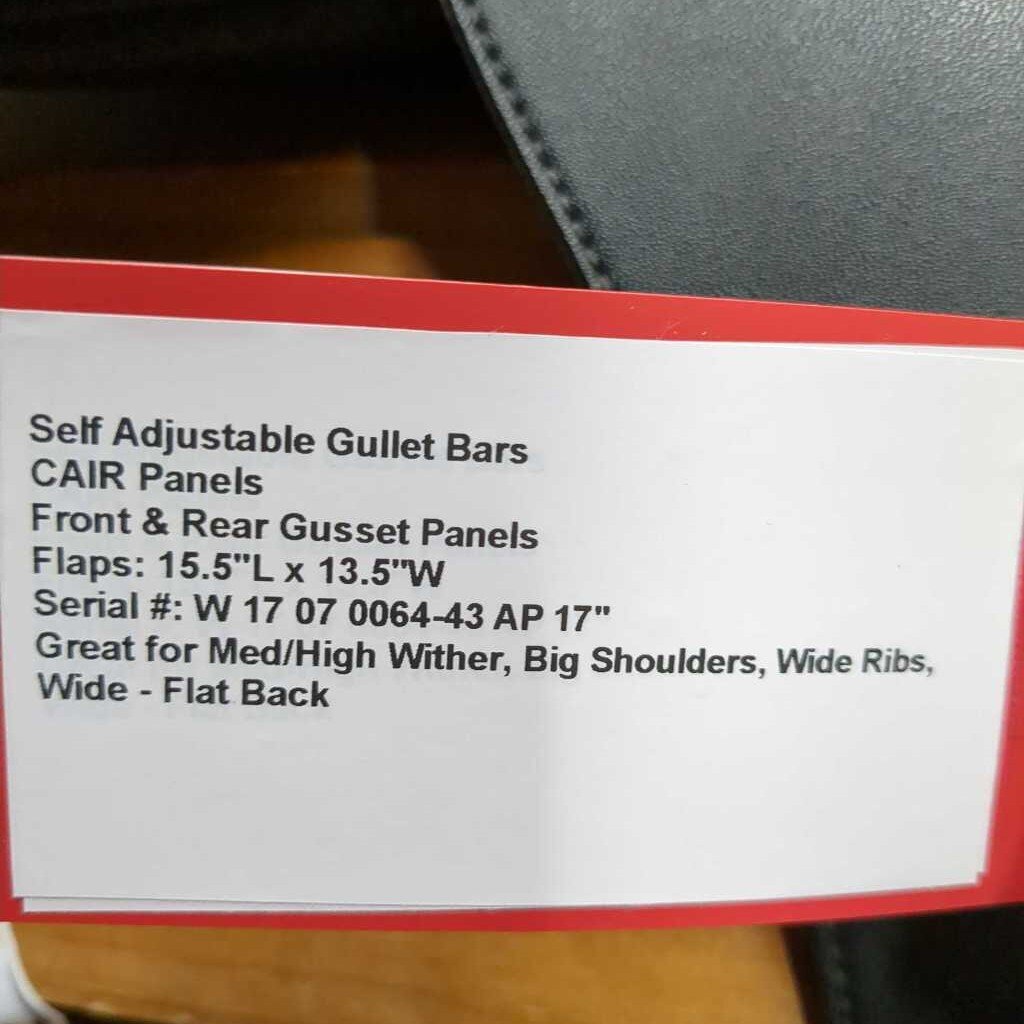 Self Adjustable Gullet Bars
CAIR Panels
Front & Rear Gusset Panels
Flaps: 15.5"L x 13.5"W
Serial #: W 17 07 0064-43 AP 17"
Great for Med/High Wither, Big Shoulders, Wide Ribs,
Wide - Flat Back